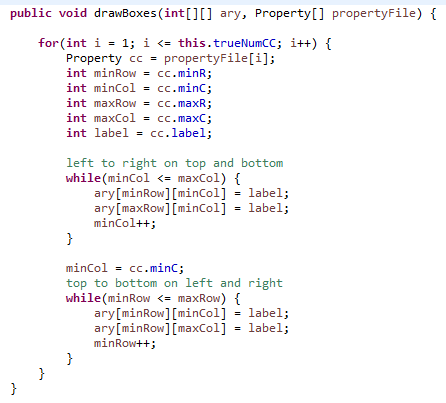 public void drawBoxes(int[][] ary, Property[] propertyFile) {
for(int i = 1; i <= this.trueNumCC; i++) {
Property cc = propertyFile[i];
int minRow = cc.minR;
int minCol = cc.minC;
int maxRow = cc.maxR;
int maxCol = cc.maxC;
int label = cc.label;
left to right on top and bottom
while(minCol <= maxCol) {
ary[minRow][minCol] = label;
ary[maxRow][minCol] = label;
minCol++;
}
minCol = cc.minC;
top to bottom on left and right
while(minRow <= maxRow) {
ary[minRow][minCol] = label;
ary[minRow][maxCol] = label;
minRow++;
}
}
}